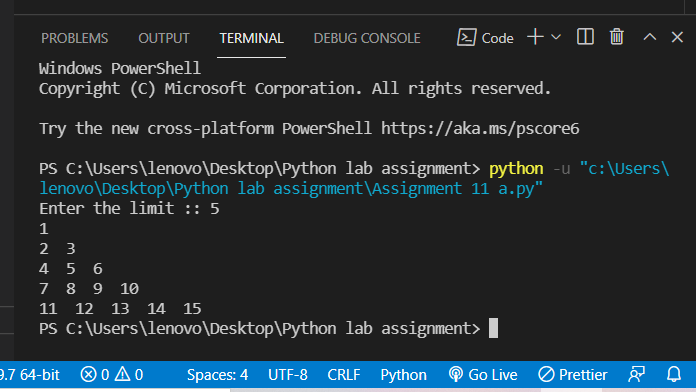 PROBLEMS OUTPUT TERMINAL DEBUG CONSOLE Code
Windows PowerShell
Copyright (C) Microsoft Corporation. All rights reserved.
Try the new cross-platform PowerShell https://aka.ms/pscore6
PS C:\Users\lenovo\Desktop\Python lab assignment> python -u "c:\Users\
lenovo\Desktop\Python lab assignment\Assignment 11 a.py"
Enter the limit :: 5
1
2  3
4  5  6
7  8  9  10
11  12  13  14  15
PS C:\Users\lenovo\Desktop\Python lab assignment>
9.7 64-bit 0 0 Spaces: 4 UTF-8 CRLF Python Go Live Prettier